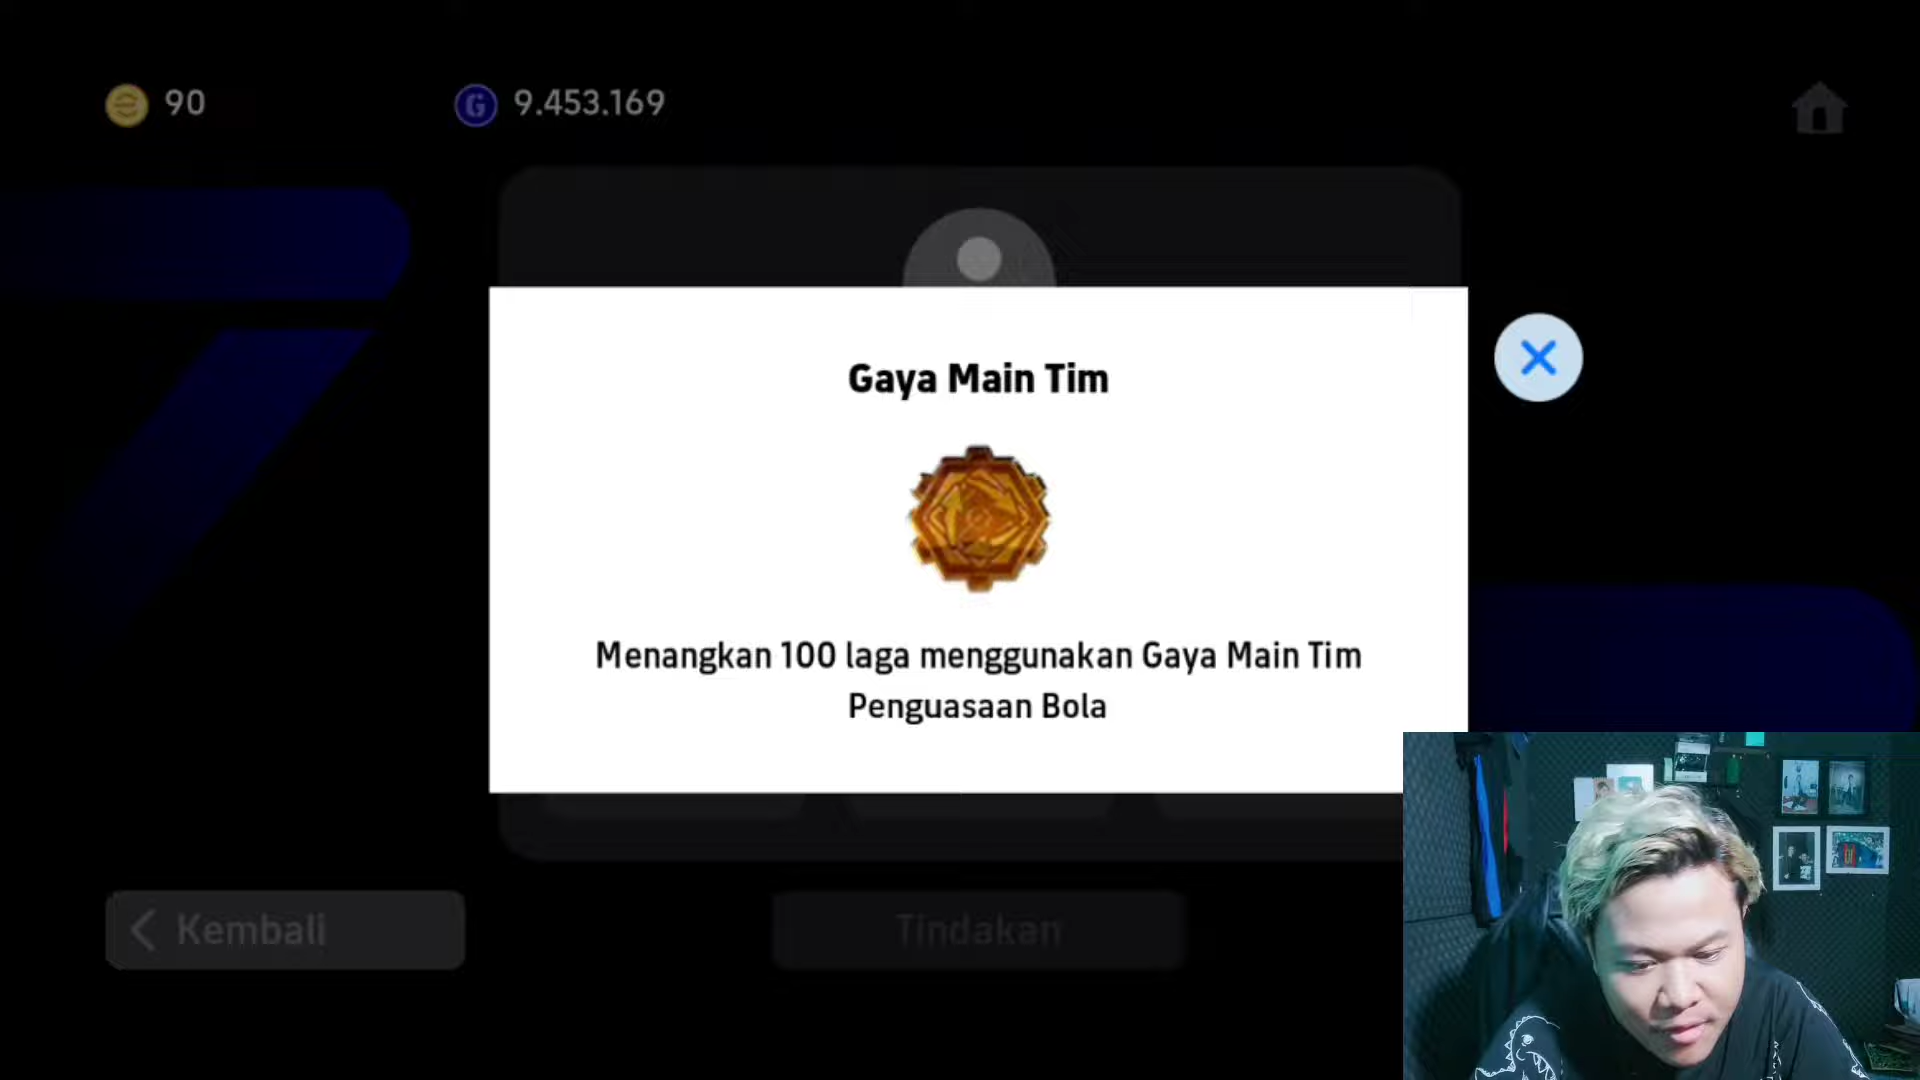 90
9.453.169
Gaya Main Tim
Menangkan 100 laga menggunakan Gaya Main Tim
Penguasaan Bola
Kembali
Tindakan